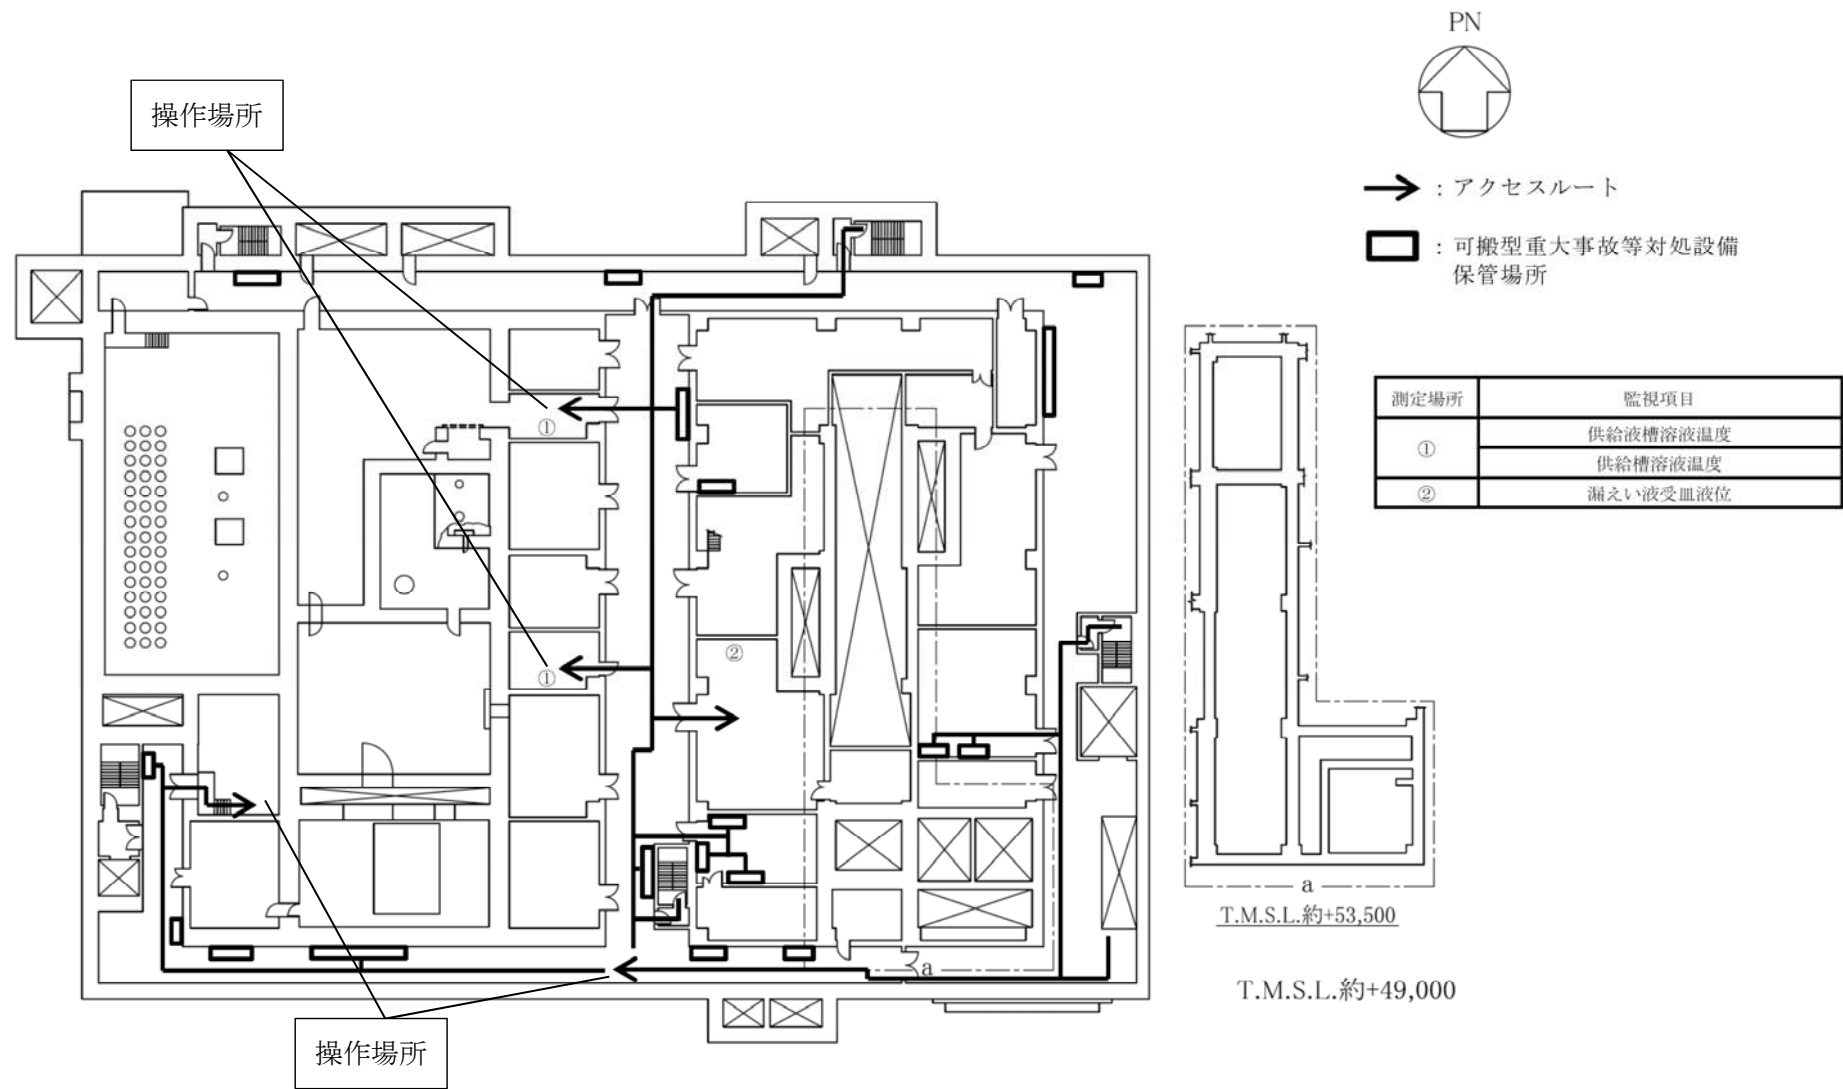 PN
操作場所
：アクセスルート
：可搬型重大事故等対処設備
保管場所
測定場所 監視項目
① 供給液槽溶液温度
供給槽溶液温度
② 漏えい液受皿液位
①
②
①
a
a
T.M.S.L.約+53,500
T.M.S.L.約+49,000
操作場所